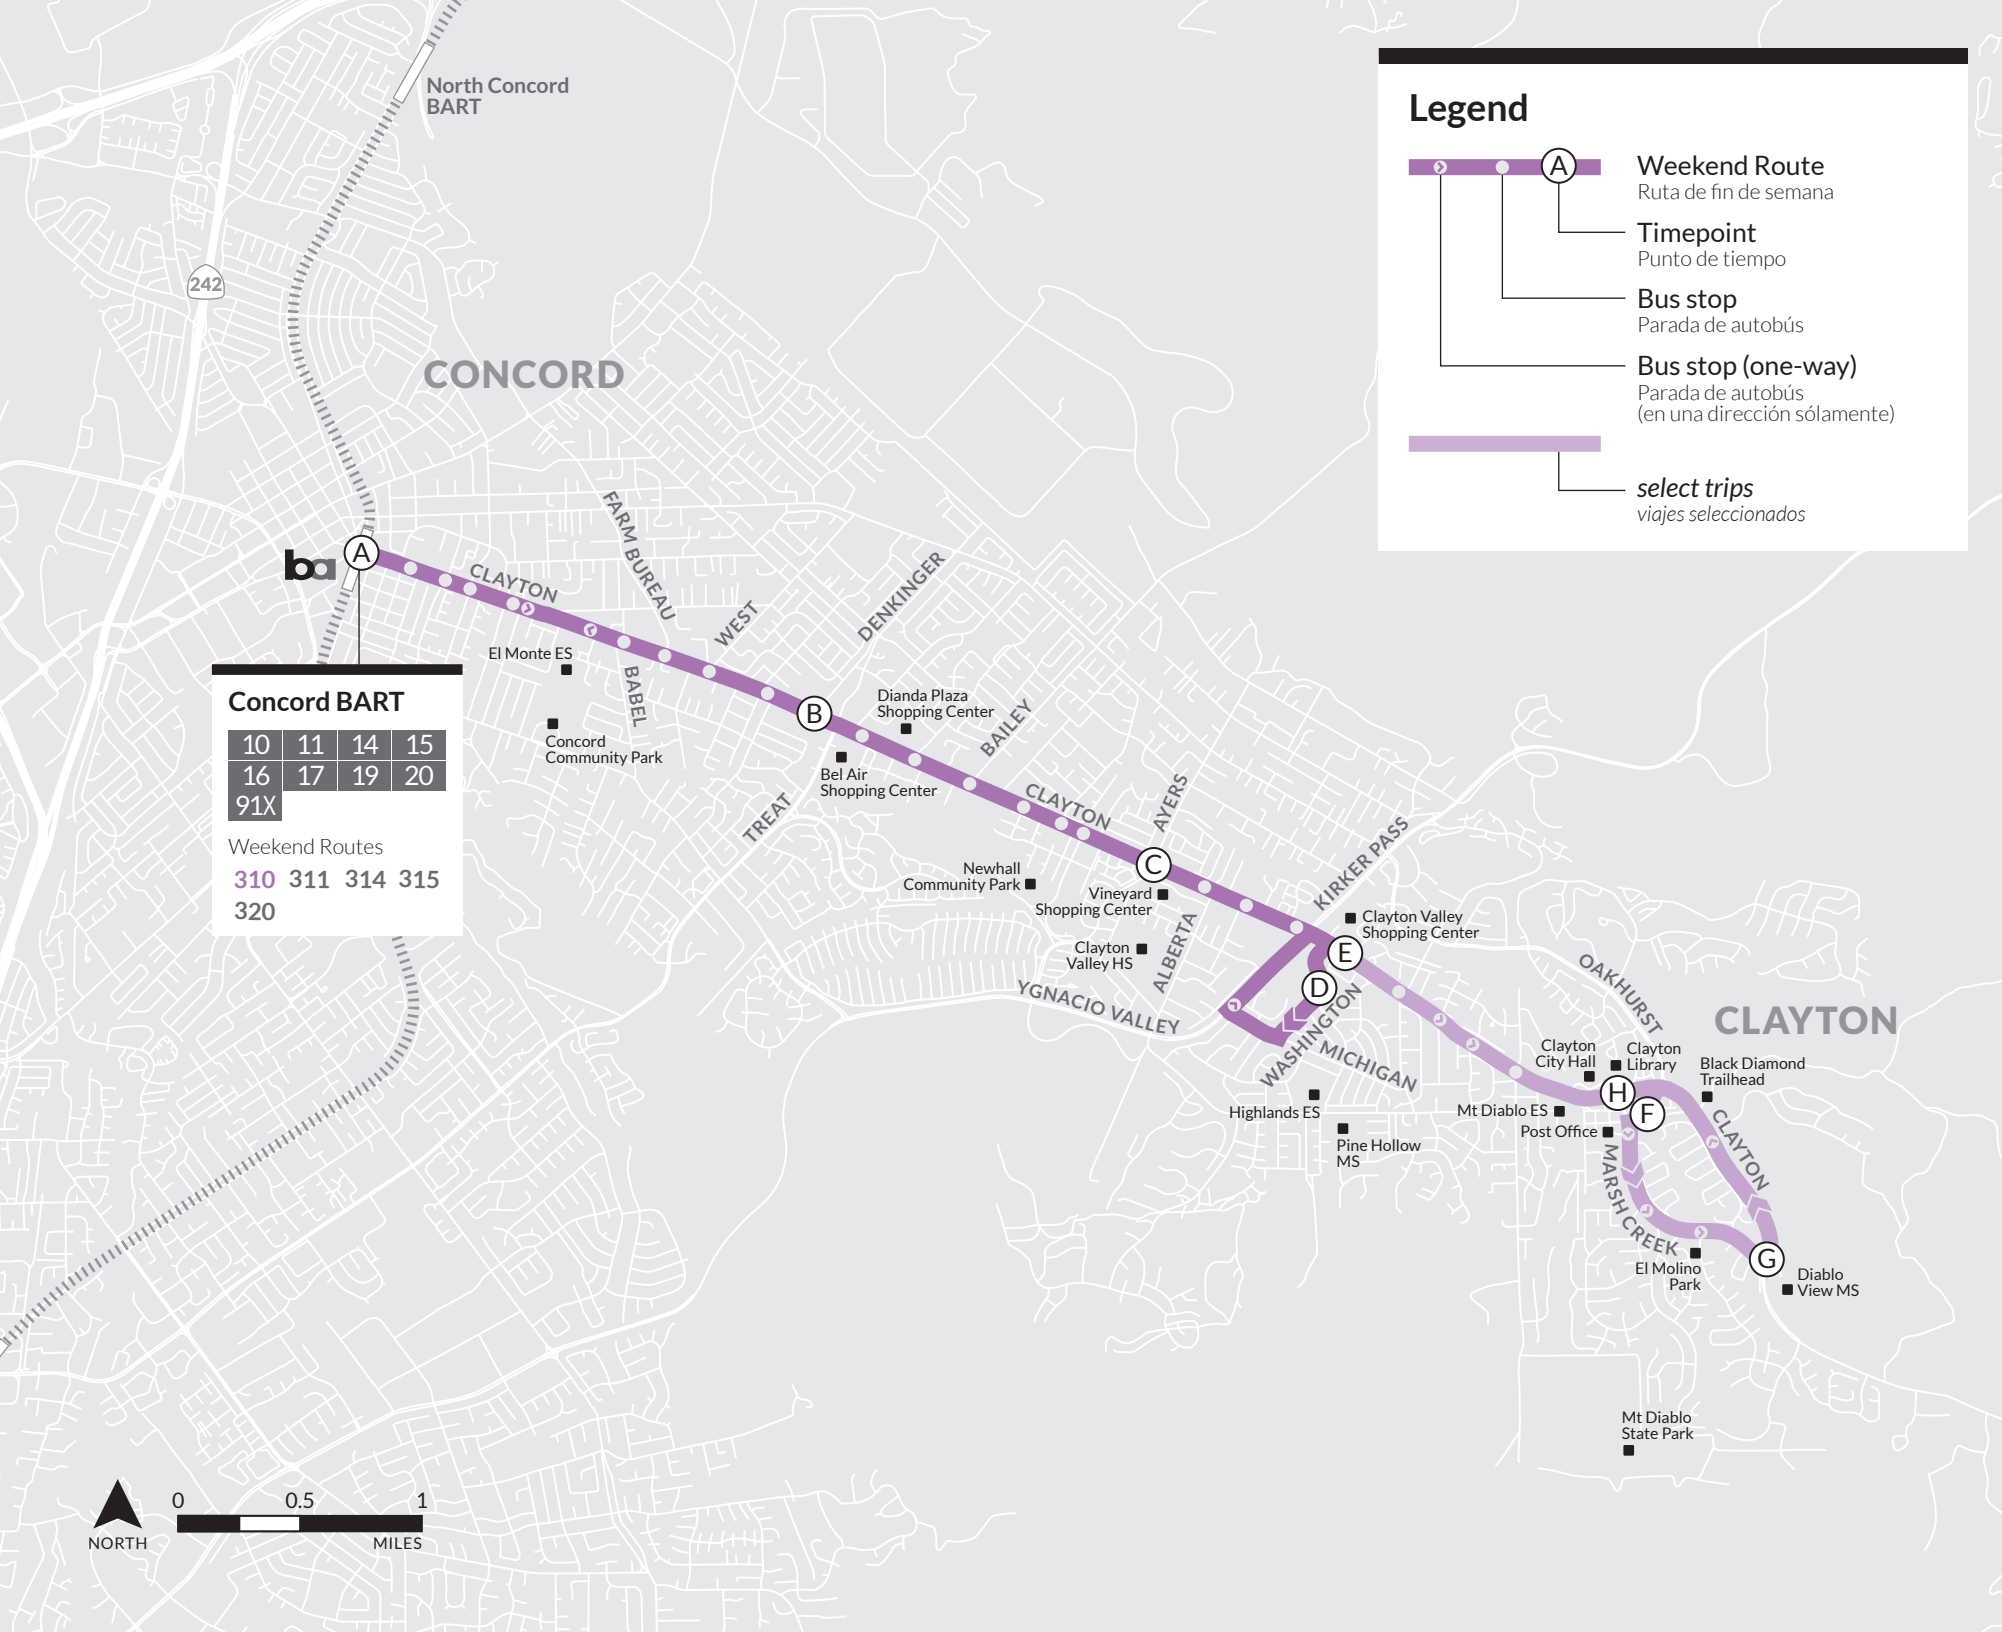 North Concord
BART
Legend
A
Weekend Route
Ruta de fin de semana
Timepoint
Punto de tiempo
Bus stop
Parada de autobús
Bus stop (one-way)
Parada de autobús
(en una dirección sólamente)
select trips
viajes seleccionados
242
CONCORD
FARM BUREAU
ba
A
CLAYTON
WEST
DENKINGER
El Monte ES
BABEL
Concord BART
10 11 14 15
16 17 19 20
91X
Weekend Routes
310 311 314 315
320
Concord
Community Park
B
Dianda Plaza
Shopping Center
BAILEY
Bel Air
Shopping Center
TREAT
CLAYTON
AYERS
C
KIRKER PASS
Newhall
Community Park
Vineyard
Shopping Center
Clayton Valley
Shopping Center
Clayton
Valley HS
ALBERTA
E
D
YGNACIO VALLEY
WASHINGTON
MICHIGAN
OAKHURST
CLAYTON
Clayton
City Hall
Clayton
Library
Black Diamond
Trailhead
H
F
Mt Diablo ES
Post Office
Highlands ES
Pine Hollow
MS
MARSH CREEK
CLAYTON
G
El Molino
Park
Diablo
View MS
Mt Diablo
State Park
NORTH
0 0.5 1
MILES